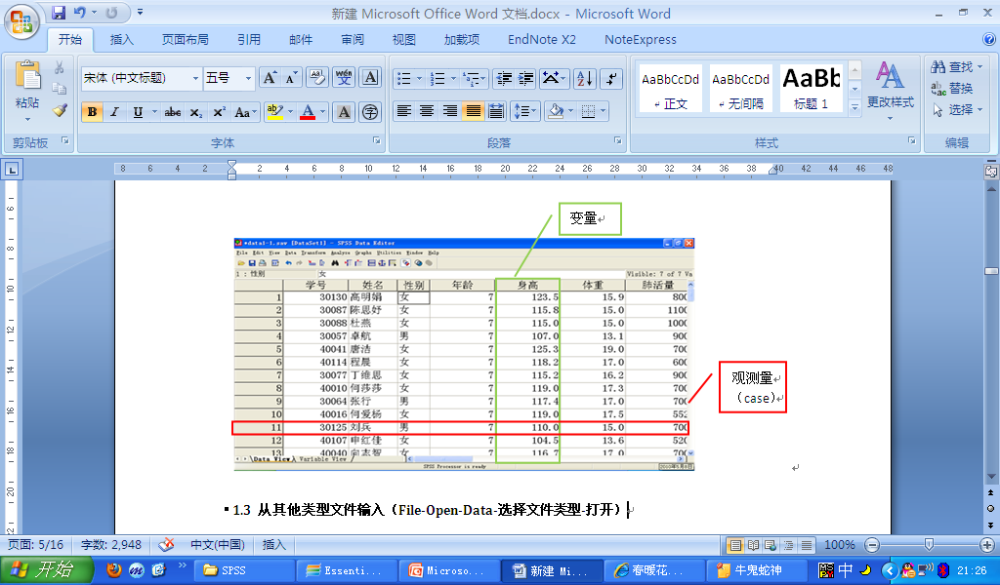 新建 Microsoft Office Word 文档.docx - Microsoft Word
开始 插入 页面布局 引用 邮件 审阅 视图 加载项 EndNote X2 NoteExpress
宋体 (中文标题) 五号
粘贴
AaBbCcDd AaBbCcDd AaBb
正文 无间隔 标题 1
更改样式
查找
替换
选择
剪贴板 字体 段落 样式 编辑
8 6 4 2 2 4 6 8 10 12 14 16 18 20 22 24 26 28 30 32 34 36 38 40 42 44 46 48
变量
*data1-1.sav [DataSet1] - SPSS Data Editor
File Edit View Data Transform Analyze Graphs Utilities Window Help
1 : 性别 女 Visible: 7 of 7 Va
学号 姓名 性别 年龄 身高 体重 肺活量
1 30130 高明娟 女 7 123.5 15.9 800
2 30087 陈思妤 女 7 115.8 15.0 1100
3 30088 杜燕 女 7 115.0 15.0 1000
4 30057 卓航 男 7 107.0 13.1 900
5 40041 唐洁 女 7 125.3 19.0 700
6 40114 程晨 女 7 118.2 17.0 600
7 30077 丁维思 女 7 115.2 16.2 900
8 40010 何莎莎 女 7 119.0 17.3 700
9 30064 张行 男 7 117.4 17.0 700
10 40016 何爱杨 女 7 119.0 17.5 552
11 30125 刘兵 男 7 110.0 15.0 700
12 40107 申红佳 女 7 104.5 13.6 520
13 40040 向志智 女 7 116.7 17.0 700
Data View Variable View
SPSS Processor is ready
观测量
（case）
1.3 从其他类型文件输入（File-Open-Data-选择文件类型-打开）
页面: 5/16 字数: 2,948 中文(中国) 插入 100%
开始 SPSS Essenti... Microso... 新建 Mi... 春暖花... 牛鬼蛇神 中 21:26